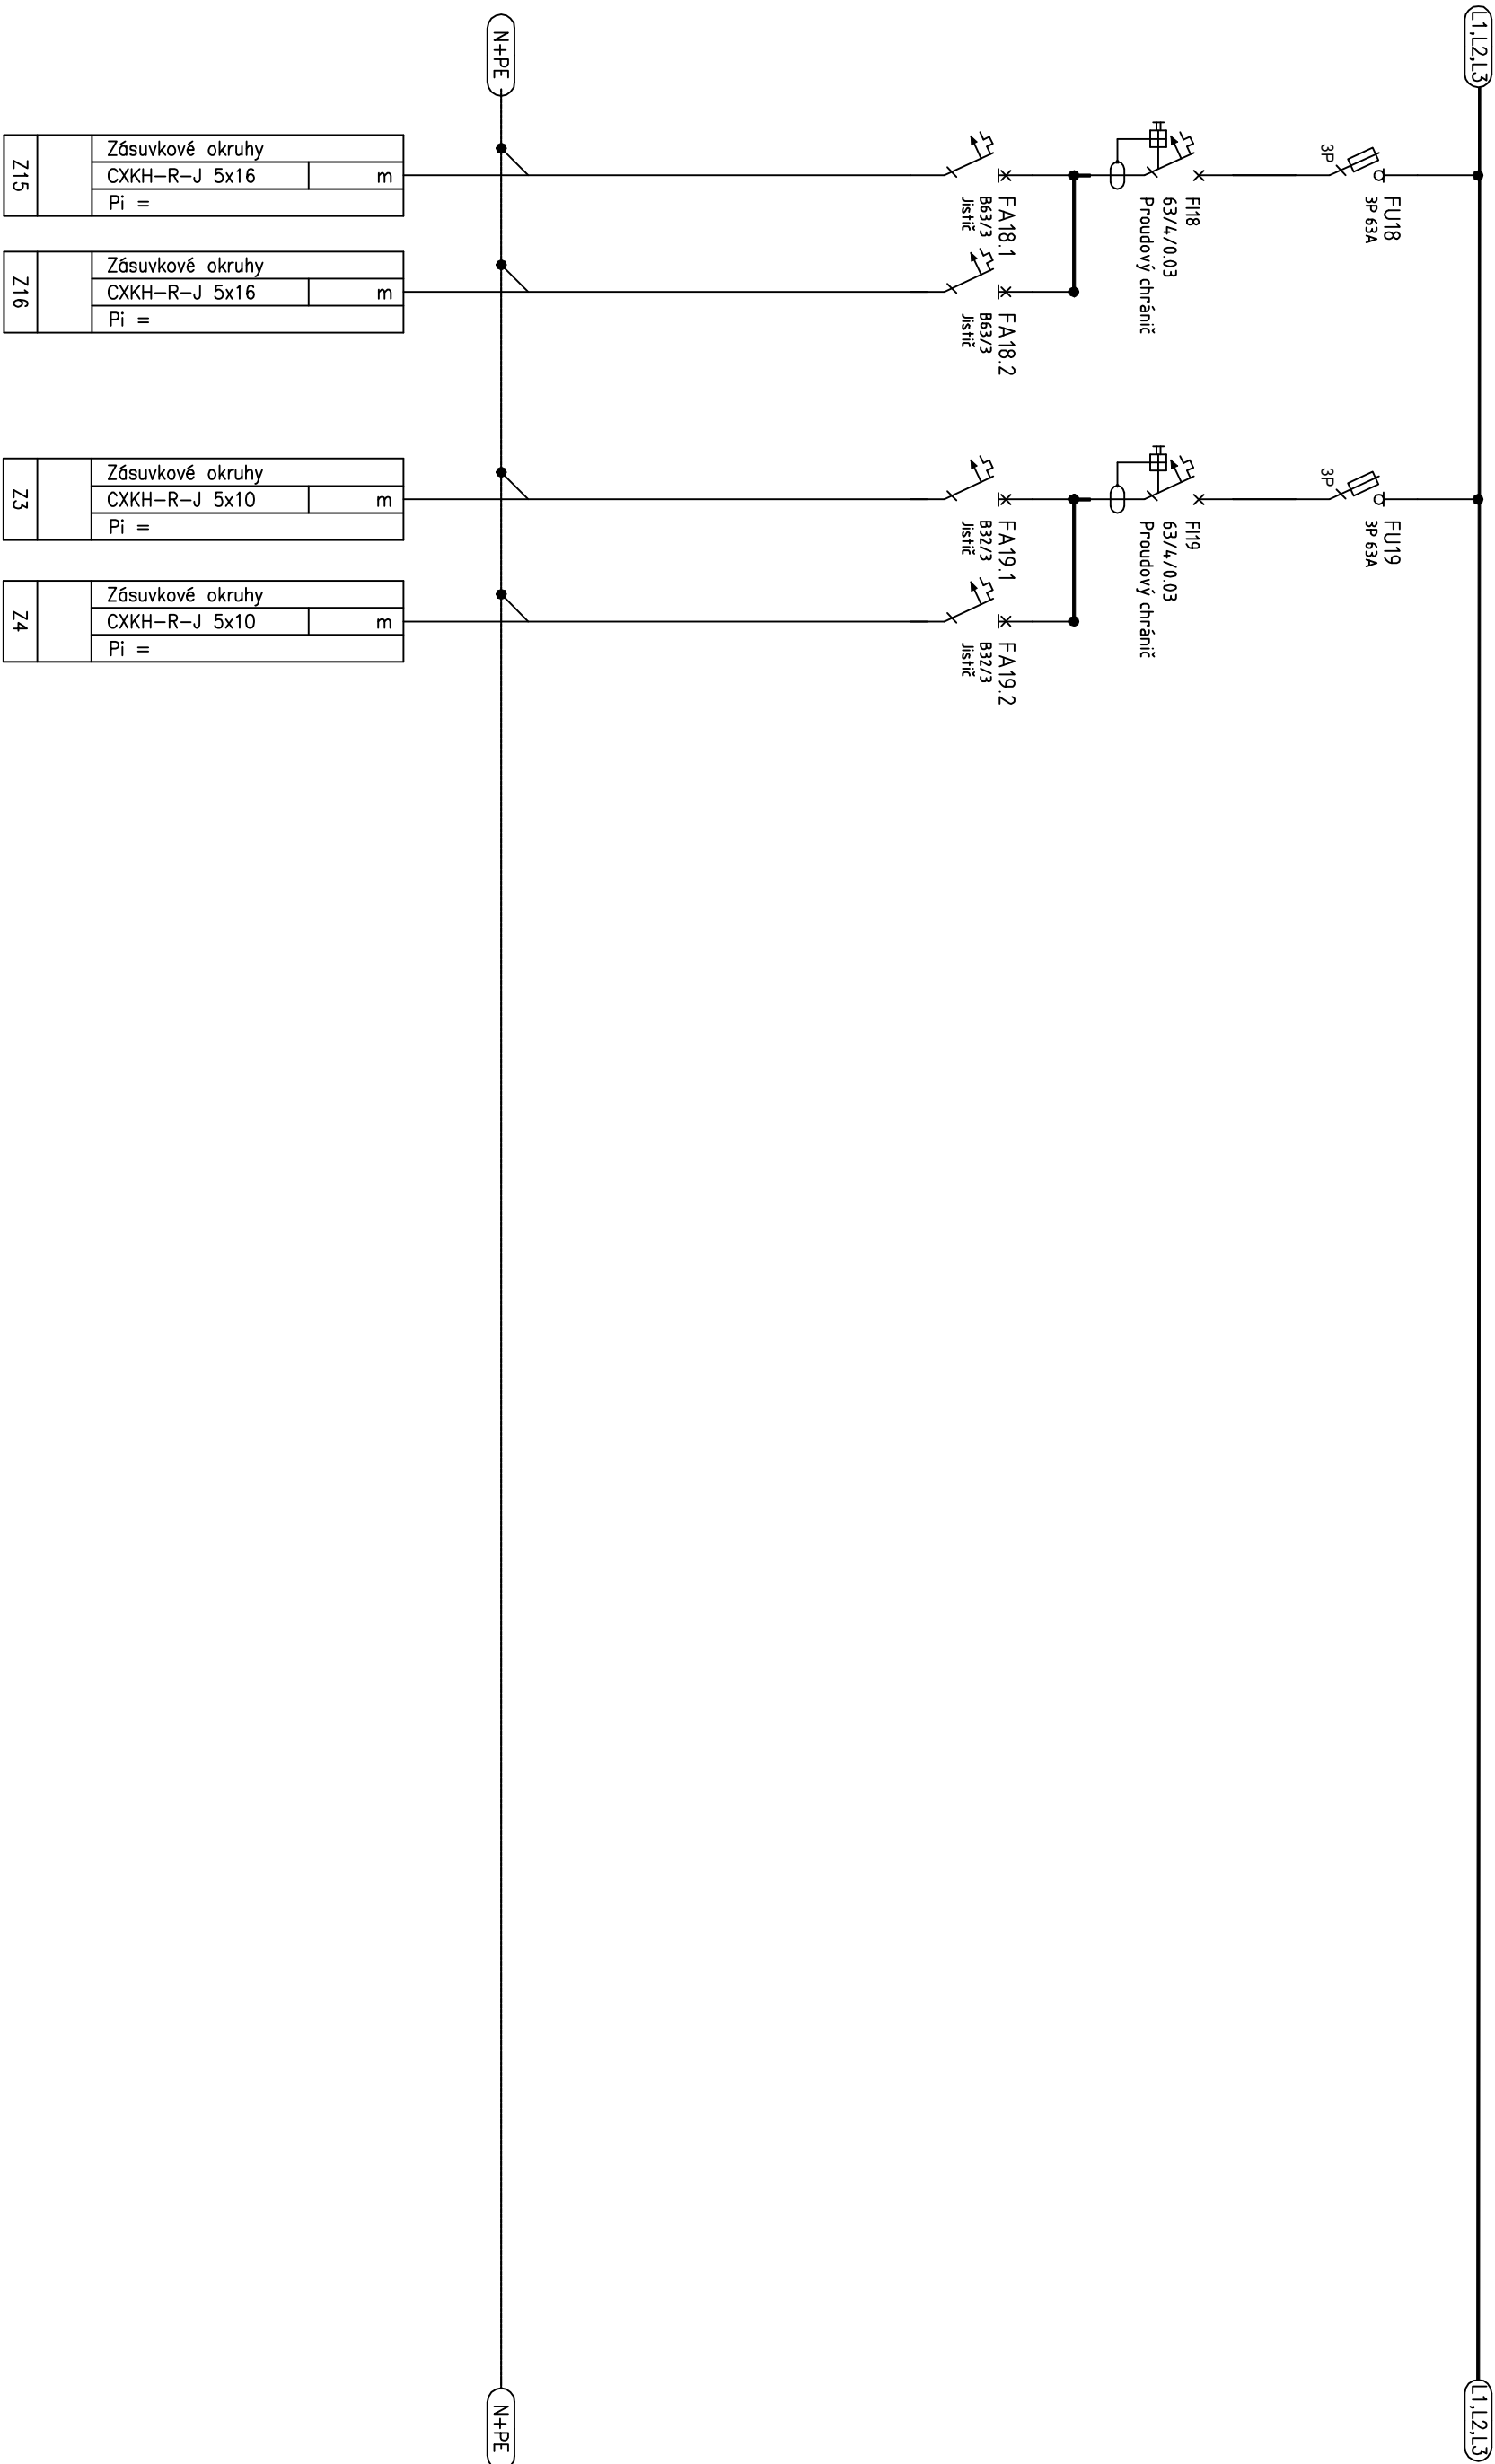 L1,L2,L3
FU18
3P 63A
3P
FI18
63/4/0.03
Proudový chránič
FA18.1
B63/3
Jistič
FA18.2
B63/3
Jistič
FU19
3P 63A
3P
FI19
63/4/0.03
Proudový chránič
FA19.1
B32/3
Jistič
FA19.2
B32/3
Jistič
L1,L2,L3
N+PE
N+PE
Zásuvkové okruhy
CXKH-R-J 5x16 m
Pi =
Z15
Zásuvkové okruhy
CXKH-R-J 5x16 m
Pi =
Z16
Zásuvkové okruhy
CXKH-R-J 5x10 m
Pi =
Z3
Zásuvkové okruhy
CXKH-R-J 5x10 m
Pi =
Z4